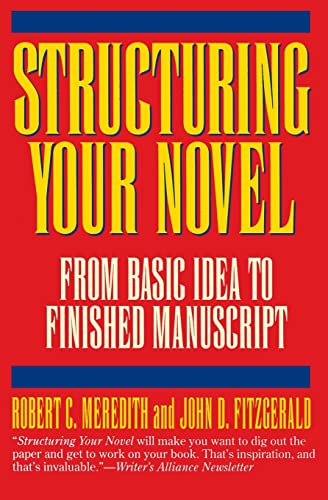 STRUCTURING
YOUR NOVEL
FROM BASIC IDEA TO
FINISHED MANUSCRIPT
ROBERT C. MEREDITH and JOHN D. FITZGERALD
“Structuring Your Novel will make you want to dig out the
paper and get to work on your book. That's inspiration, and
that's invaluable.”—Writer's Alliance Newsletter